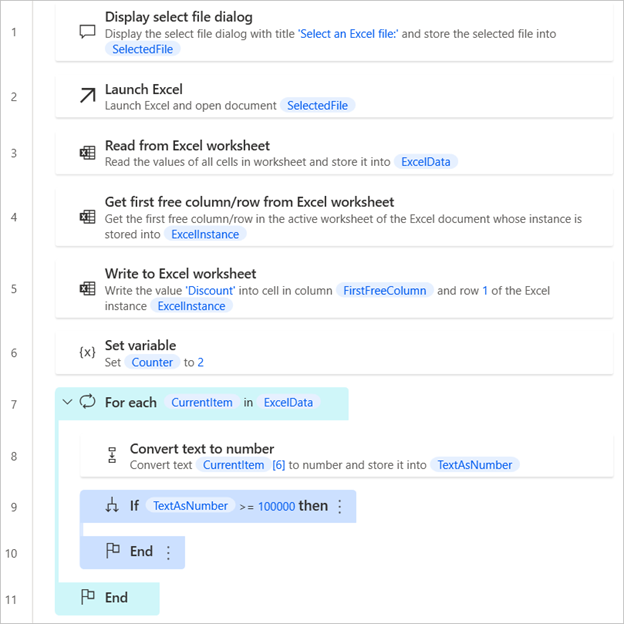 1
Display select file dialog
Display the select file dialog with title 'Select an Excel file:' and store the selected file into
SelectedFile
2
Launch Excel
Launch Excel and open document SelectedFile
3
Read from Excel worksheet
Read the values of all cells in worksheet and store it into ExcelData
4
Get first free column/row from Excel worksheet
Get the first free column/row in the active worksheet of the Excel document whose instance is
stored into ExcelInstance
5
Write to Excel worksheet
Write the value 'Discount' into cell in column FirstFreeColumn and row 1 of the Excel
instance ExcelInstance
6
{x} Set variable
Set Counter to 2
7 For each CurrentItem in ExcelData
8
Convert text to number
Convert text CurrentItem [6] to number and store it into TextAsNumber
9 If TextAsNumber >= 100000 then
10 End
11 End